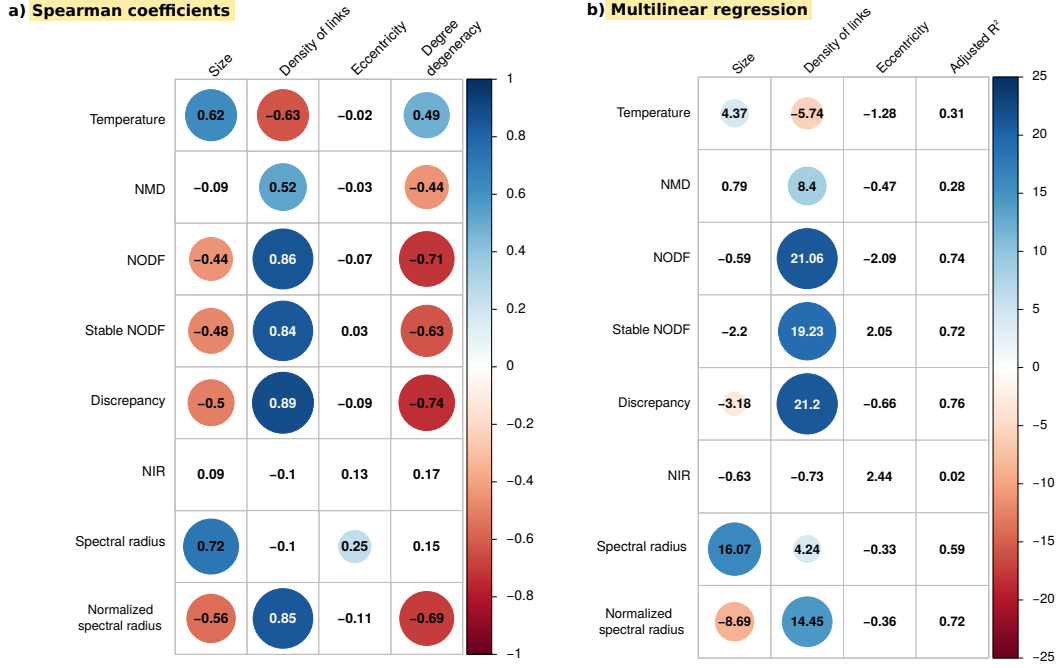 a) Spearman coefficients
Size
Density of links
Eccentricity
Degree
degeneracy
Temperature
0.62
−0.63
−0.02
0.49
NMD
−0.09
0.52
−0.03
−0.44
NODF
−0.44
0.86
−0.07
−0.71
Stable NODF
−0.48
0.84
0.03
−0.63
Discrepancy
−0.5
0.89
−0.09
−0.74
NIR
0.09
−0.1
0.13
0.17
Spectral radius
0.72
−0.1
0.25
0.15
Normalized
spectral radius
−0.56
0.85
−0.11
−0.69
1
0.8
0.6
0.4
0.2
0
−0.2
−0.4
−0.6
−0.8
−1
b) Multilinear regression
Size
Density of links
Eccentricity
Adjusted R²
Temperature
4.37
−5.74
−1.28
0.31
NMD
0.79
8.4
−0.47
0.28
NODF
−0.59
21.06
−2.09
0.74
Stable NODF
−2.2
19.23
2.05
0.72
Discrepancy
−3.18
21.2
−0.66
0.76
NIR
−0.63
−0.73
2.44
0.02
Spectral radius
16.07
4.24
−0.33
0.59
Normalized
spectral radius
−8.69
14.45
−0.36
0.72
25
20
15
10
5
0
−5
−10
−15
−20
−25